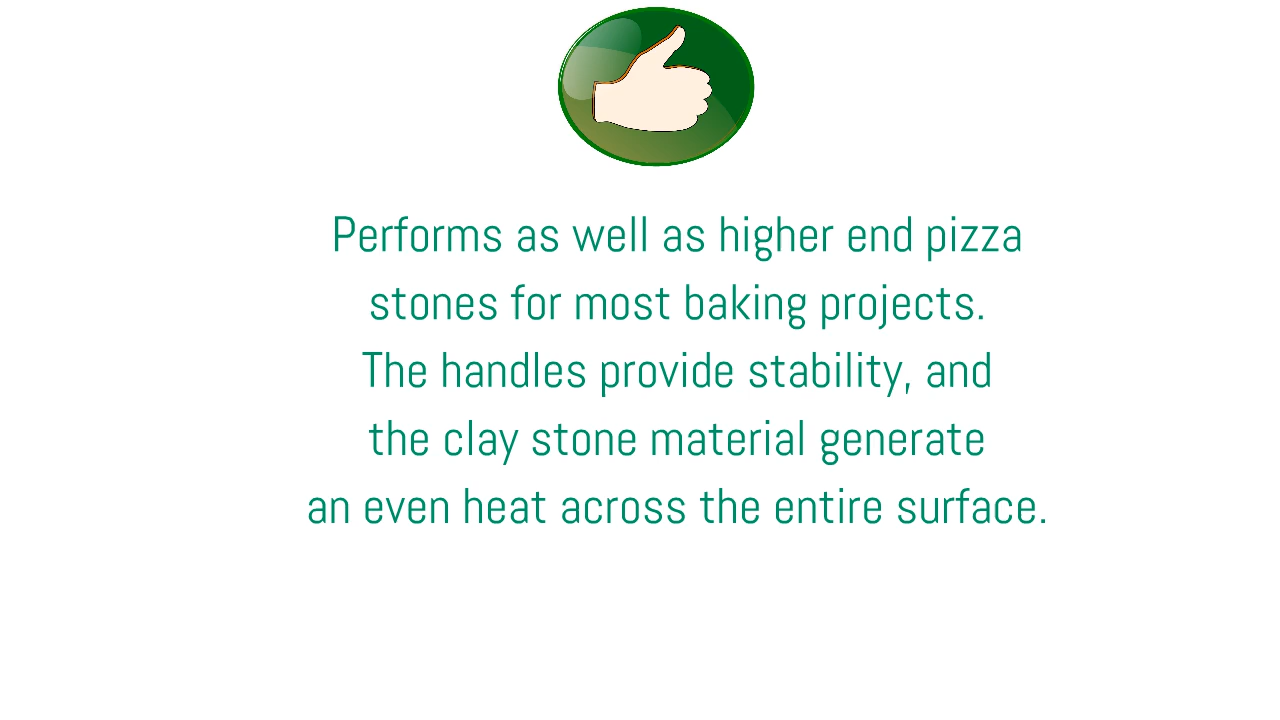 Performs as well as higher end pizza
stones for most baking projects.
The handles provide stability, and
the clay stone material generate
an even heat across the entire surface.